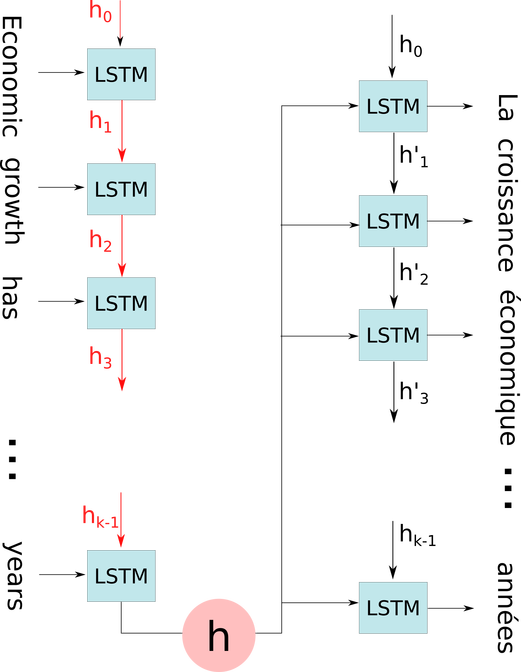 Economic growth has ... years
h0
LSTM
h1
LSTM
h2
LSTM
h3
hk-1
LSTM
h
h0
LSTM
h'1
LSTM
h'2
LSTM
h'3
hk-1
LSTM
La croissance économique ... années